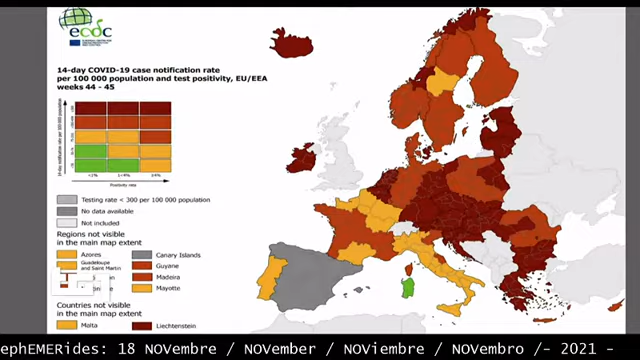 ecdc
14-day COVID-19 case notification rate
per 100 000 population and test positivity, EU/EEA
weeks 44 - 45
Positivity rate
Testing rate < 300 per 100 000 population
No data available
Not included
Regions not visible
in the main map extent
Azores
Guadeloupe
and Saint Martin
Canary Islands
Guyane
Madeira
Mayotte
Countries not visible
in the main map extent
Malta
Liechtenstein
ephEMERides: 18 NOVembre / NOVember / NOViembre / NOVembro /- 2021 -